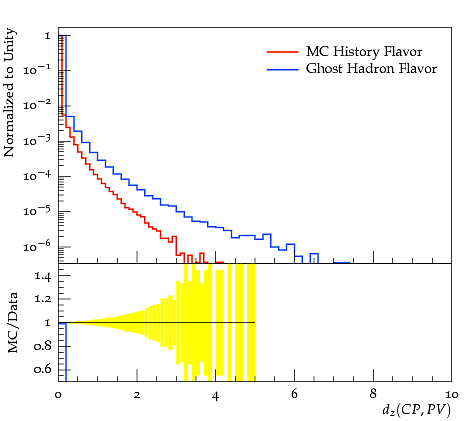 Normalized to Unity
MC History Flavor
Ghost Hadron Flavor
1
10⁻¹
10⁻²
10⁻³
10⁻⁴
10⁻⁵
10⁻⁶
MC/Data
1.4
1.2
1
0.8
0.6
0 2 4 6 8 10
d_z(CP, PV)